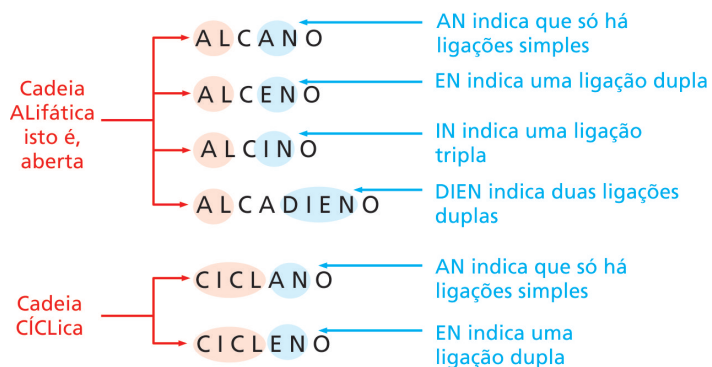 Cadeia
ALifática
isto é,
aberta
ALCANO
AN indica que só há
ligações simples
ALCENO
EN indica uma ligação dupla
ALCINO
IN indica uma ligação
tripla
ALCADIENO
DIEN indica duas ligações
duplas
Cadeia
CÍCLica
CICLANO
AN indica que só há
ligações simples
CICLENO
EN indica uma
ligação dupla